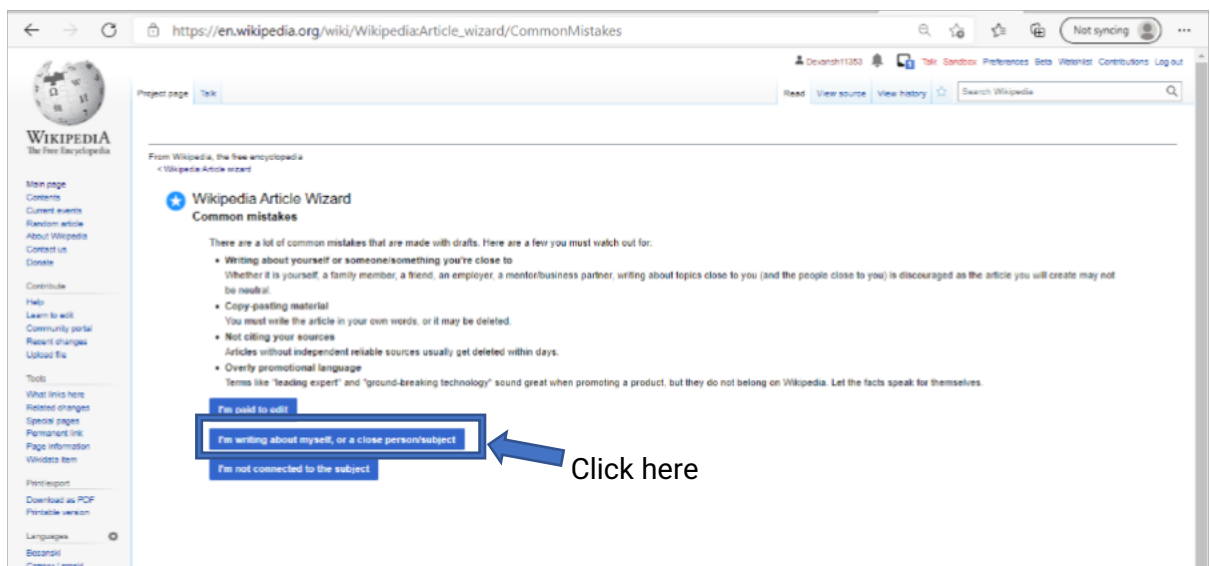 https://en.wikipedia.org/wiki/Wikipedia:Article_wizard/CommonMistakes
Not syncing
Devansh11353 Talk Sandbox Preferences Beta Watchlist Contributions Log out
Project page Talk
Read View source View history Search Wikipedia
WIKIPEDIA
The Free Encyclopedia
From Wikipedia, the free encyclopedia
< Wikipedia:Article wizard
Main page
Contents
Current events
Random article
About Wikipedia
Contact us
Donate
Contribute
Help
Learn to edit
Community portal
Recent changes
Upload file
Tools
What links here
Related changes
Special pages
Permanent link
Page information
Wikidata item
Print/export
Download as PDF
Printable version
Languages
Bosanski
Wikipedia Article Wizard
Common mistakes
There are a lot of common mistakes that are made with drafts. Here are a few you must watch out for:
• Writing about yourself or someone/something you're close to
Whether it is yourself, a family member, a friend, an employer, a mentor/business partner, writing about topics close to you (and the people close to you) is discouraged as the article you will create may not
be neutral.
• Copy-pasting material
You must write the article in your own words, or it may be deleted.
• Not citing your sources
Articles without independent reliable sources usually get deleted within days.
• Overly promotional language
Terms like "leading expert" and "ground-breaking technology" sound great when promoting a product, but they do not belong on Wikipedia. Let the facts speak for themselves.
I'm paid to edit
I'm writing about myself, or a close person/subject
I'm not connected to the subject
Click here